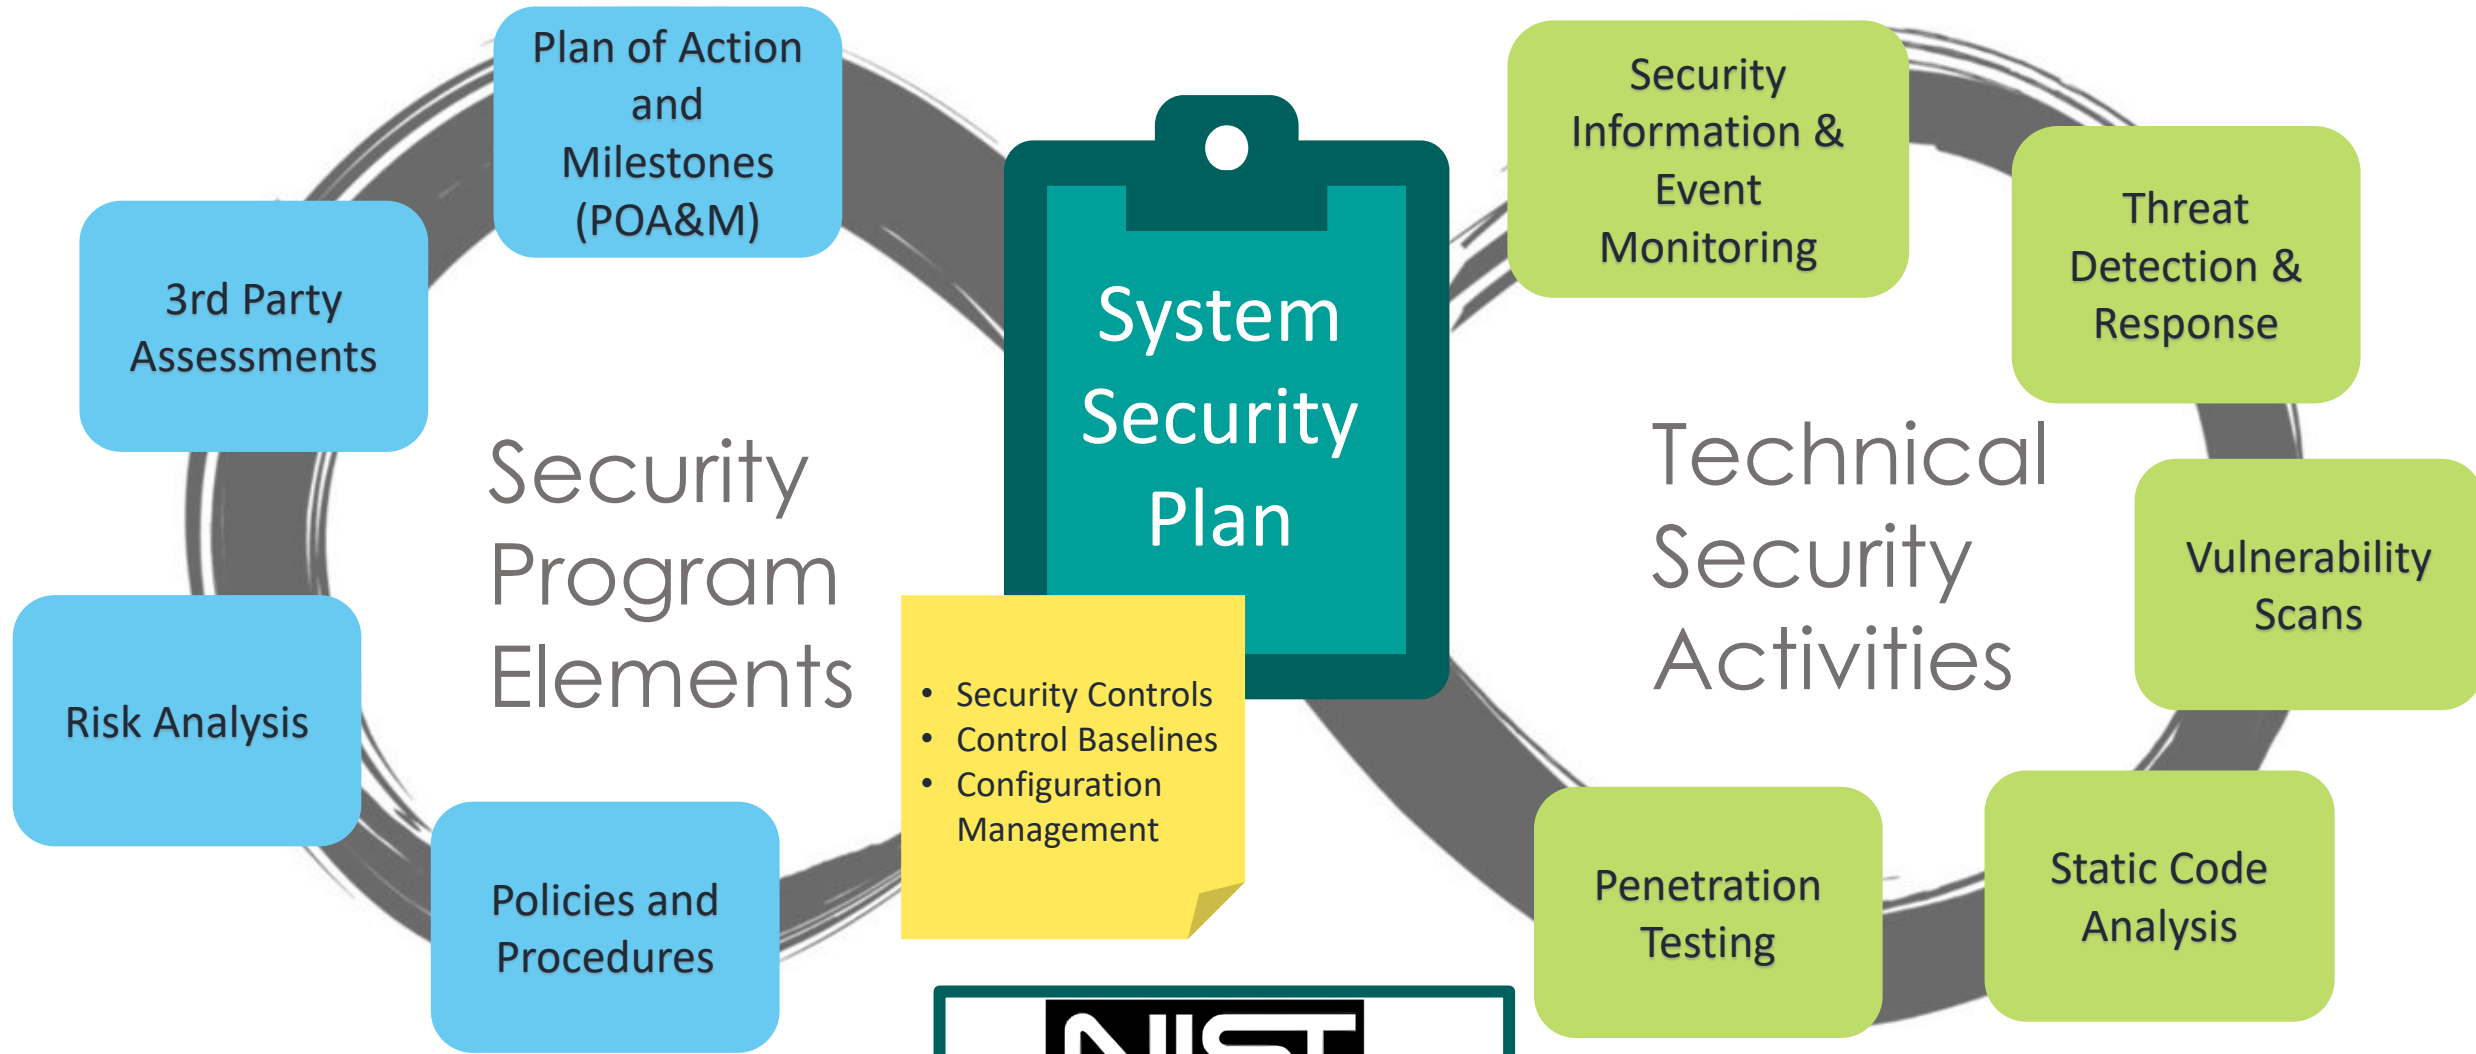 Plan of Action
and
Milestones
(POA&M)
3rd Party
Assessments
Security
Program
Elements
Risk Analysis
Policies and
Procedures
System
Security
Plan
• Security Controls
• Control Baselines
• Configuration
Management
NIST
Security
Information &
Event
Monitoring
Threat
Detection &
Response
Technical
Security
Activities
Vulnerability
Scans
Static Code
Analysis
Penetration
Testing